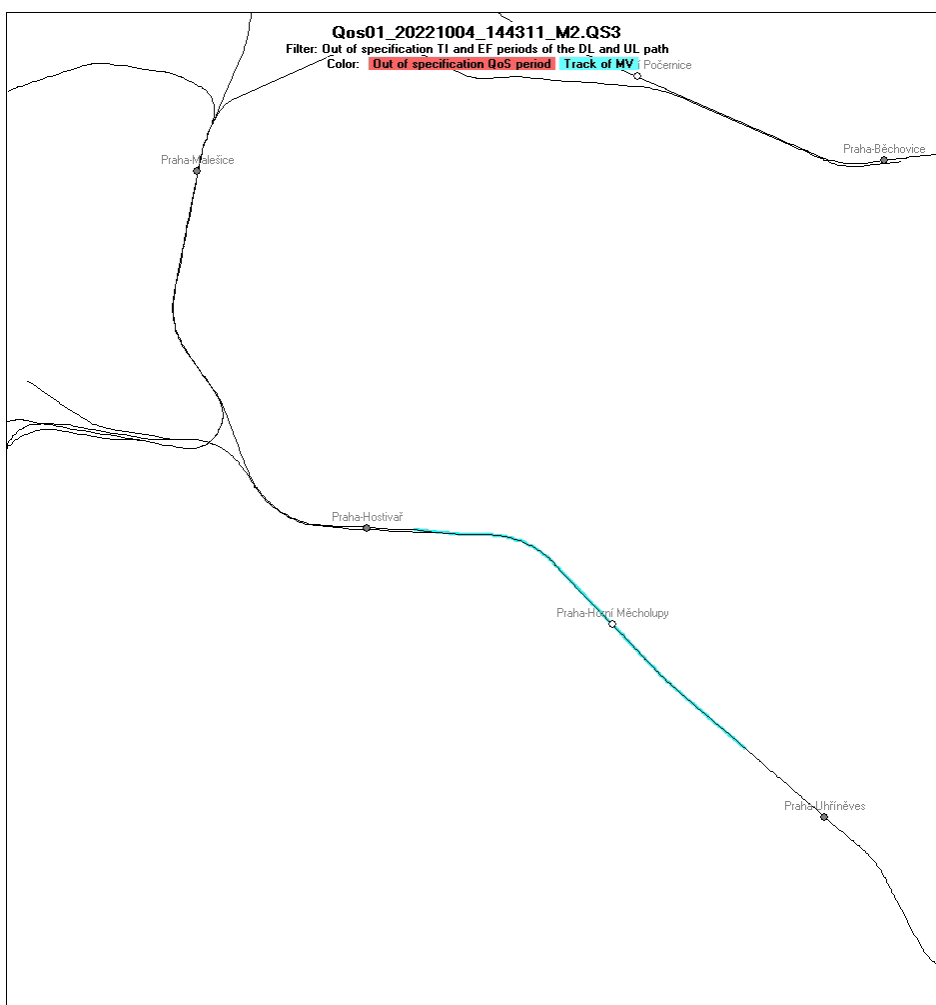 Qos01_20221004_144311_M2.QS3
Filter: Out of specification TI and EF periods of the DL and UL path
Color: Out of specification QoS period Track of MV
Počernice
Praha-Běchovice
Praha-Malešice
Praha-Hostivař
Praha-Horní Měcholupy
Praha-Uhříněves